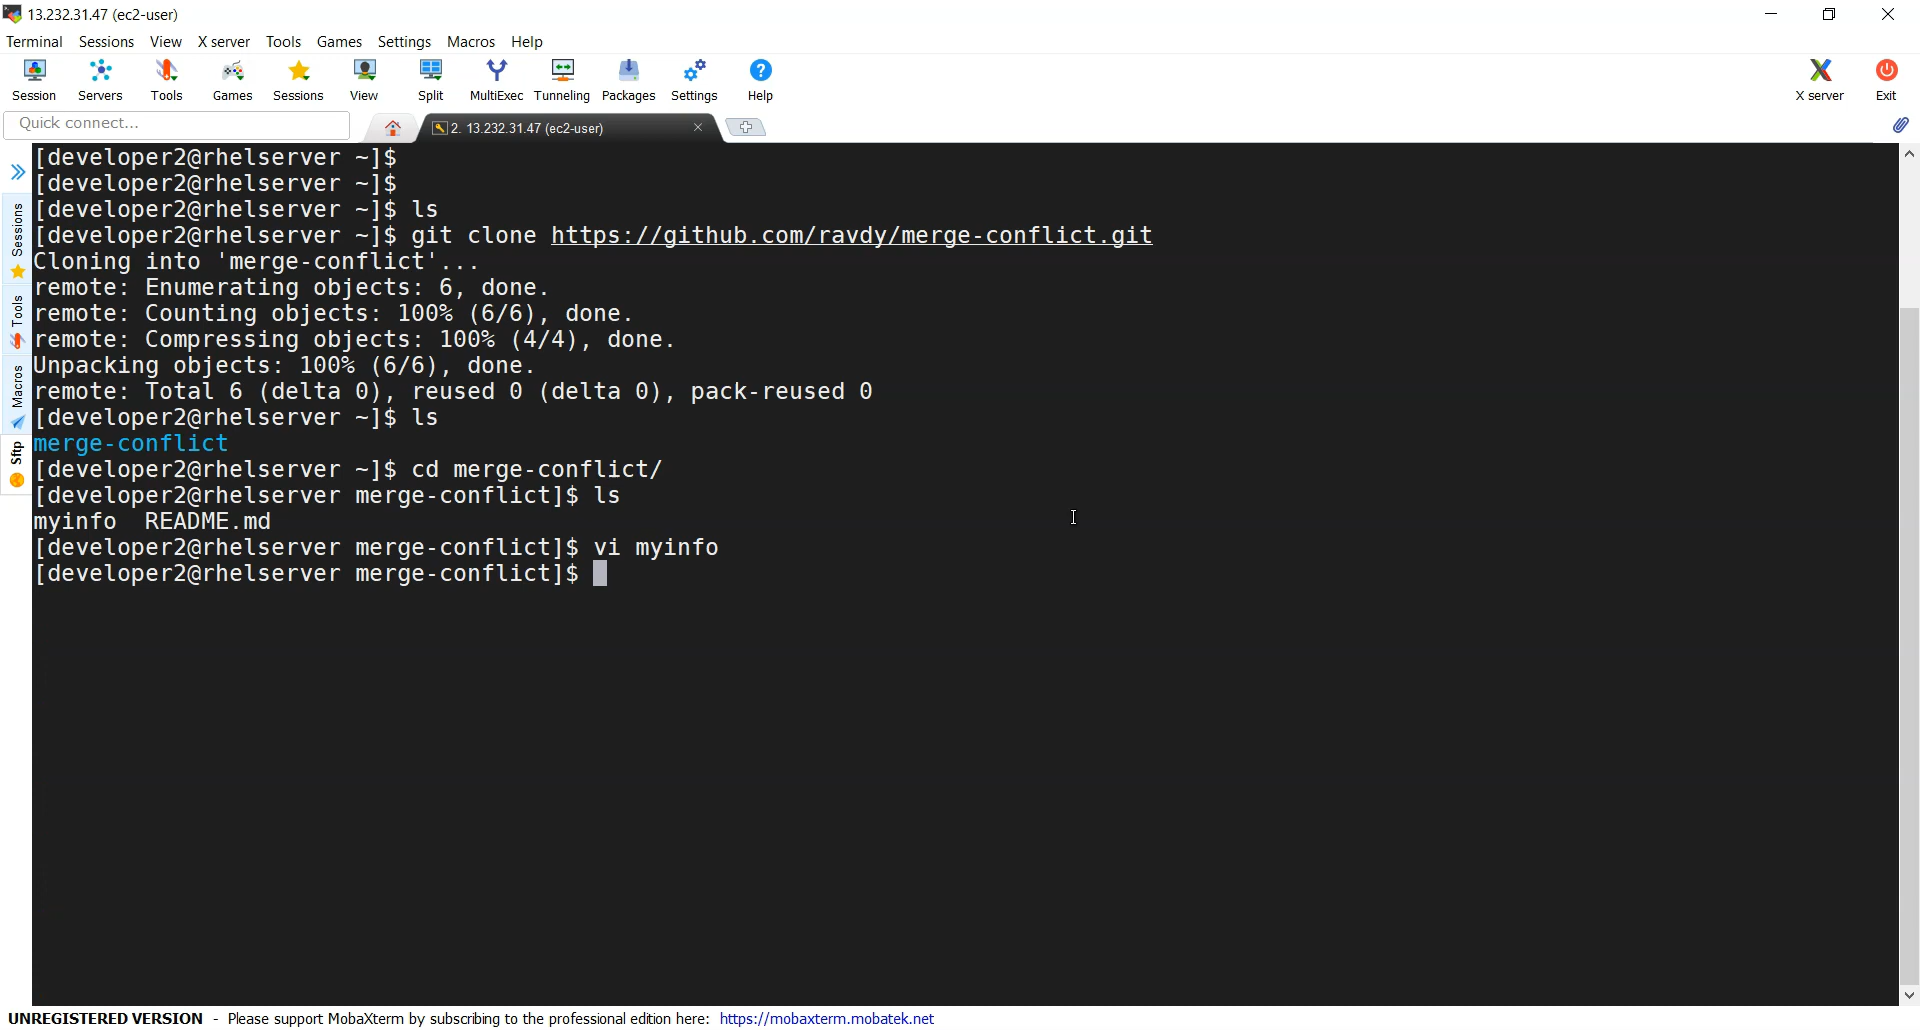 13.232.31.47 (ec2-user)
Terminal Sessions View X server Tools Games Settings Macros Help
Session Servers Tools Games Sessions View Split MultiExec Tunneling Packages Settings Help X server Exit
Quick connect...
2. 13.232.31.47 (ec2-user)
Sessions
Tools
Macros
Sftp
[developer2@rhelserver ~]$
[developer2@rhelserver ~]$
[developer2@rhelserver ~]$ ls
[developer2@rhelserver ~]$ git clone https://github.com/ravdy/merge-conflict.git
Cloning into 'merge-conflict'...
remote: Enumerating objects: 6, done.
remote: Counting objects: 100% (6/6), done.
remote: Compressing objects: 100% (4/4), done.
Unpacking objects: 100% (6/6), done.
remote: Total 6 (delta 0), reused 0 (delta 0), pack-reused 0
[developer2@rhelserver ~]$ ls
merge-conflict
[developer2@rhelserver ~]$ cd merge-conflict/
[developer2@rhelserver merge-conflict]$ ls
myinfo README.md
[developer2@rhelserver merge-conflict]$ vi myinfo
[developer2@rhelserver merge-conflict]$
UNREGISTERED VERSION - Please support MobaXterm by subscribing to the professional edition here: https://mobaxterm.mobatek.net